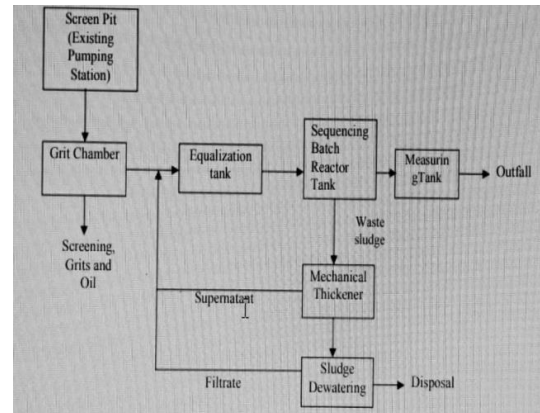 Screen Pit
(Existing
Pumping
Station)
Grit Chamber
Equalization
tank
Sequencing
Batch
Reactor
Tank
Measurin
gTank
Outfall
Screening,
Grits and
Oil
Waste
sludge
Mechanical
Thickener
Supernatant
Sludge
Dewatering
Filtrate
Disposal